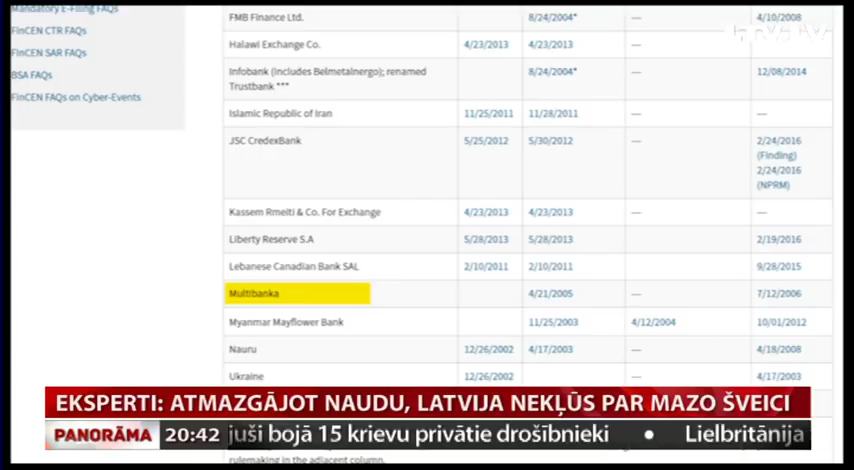 Mandatory E-Filing FAQs
FinCEN CTR FAQs
FinCEN SAR FAQs
BSA FAQs
FinCEN FAQs on Cyber-Events
FMB Finance Ltd. 8/24/2004* — 4/10/2008
Halawi Exchange Co. 4/23/2013 4/23/2013 — —
Infobank (includes Belmetalnergo); renamed 8/24/2004* — 12/08/2014
Trustbank ***
Islamic Republic of Iran 11/25/2011 11/28/2011 — —
JSC CredexBank 5/25/2012 5/30/2012 — 2/24/2016
(Finding)
2/24/2016
(NPRM)
Kassem Rmeiti & Co. For Exchange 4/23/2013 4/23/2013 — —
Liberty Reserve S.A 5/28/2013 5/28/2013 — 2/19/2016
Lebanese Canadian Bank SAL 2/10/2011 2/10/2011 — 9/28/2015
Multibanka 4/21/2005 — 7/12/2006
Myanmar Mayflower Bank 11/25/2003 4/12/2004 10/01/2012
Nauru 12/26/2002 4/17/2003 — 4/18/2008
Ukraine 12/26/2002 — — 4/17/2003
EKSPERTI: ATMAZGĀJOT NAUDU, LATVIJA NEKĻŪS PAR MAZO ŠVEICI
PANORĀMA 20:42 juši bojā 15 krievu privātie drošībnieki • Lielbritānija
rulemaking in the adjacent column.